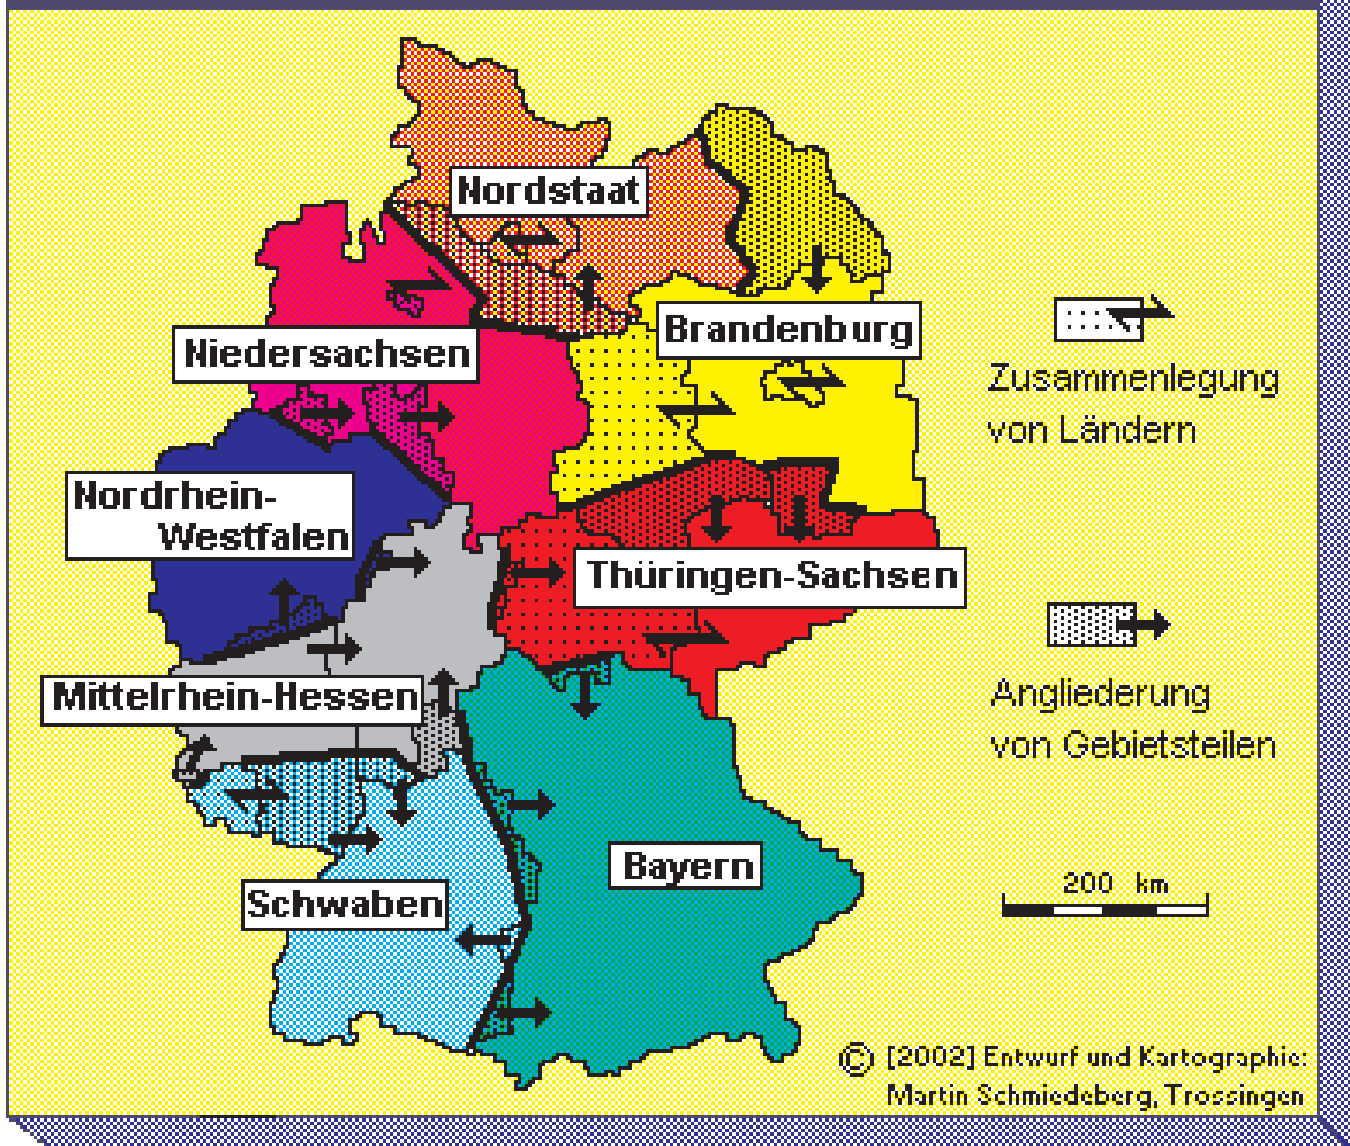 Nordstaat
Brandenburg
Niedersachsen
Zusammenlegung
von Ländern
Nordrhein-
Westfalen
Thüringen-Sachsen
Mittelrhein-Hessen
Angliederung
von Gebietsteilen
Bayern
200 km
Schwaben
© [2002] Entwurf und Kartographie:
Martin Schmiedeberg, Trossingen